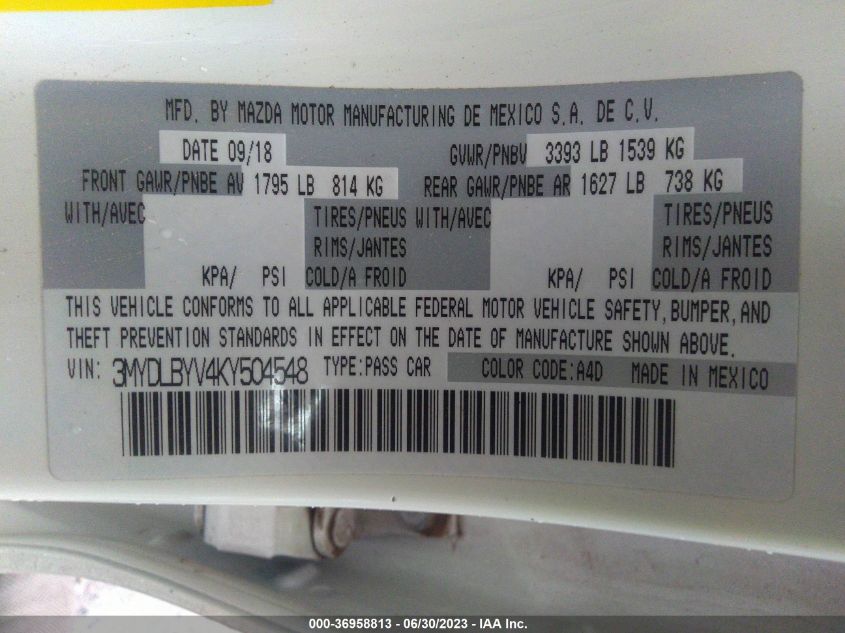 MFD. BY MAZDA MOTOR MANUFACTURING DE MEXICO S.A. DE C.V.
DATE 09/18 GVWR/PNBV 3393 LB 1539 KG
FRONT GAWR/PNBE AV 1795 LB 814 KG REAR GAWR/PNBE AR 1627 LB 738 KG
WITH/AVEC TIRES/PNEUS WITH/AVEC TIRES/PNEUS
RIMS/JANTES RIMS/JANTES
KPA/ PSI COLD/A FROID KPA/ PSI COLD/A FROID
THIS VEHICLE CONFORMS TO ALL APPLICABLE FEDERAL MOTOR VEHICLE SAFETY, BUMPER, AND
THEFT PREVENTION STANDARDS IN EFFECT ON THE DATE OF MANUFACTURE SHOWN ABOVE.
VIN: 3MYDLBYV4KY504548 TYPE:PASS CAR COLOR CODE:A4D MADE IN MEXICO
000-36958813 - 06/30/2023 - IAA Inc.